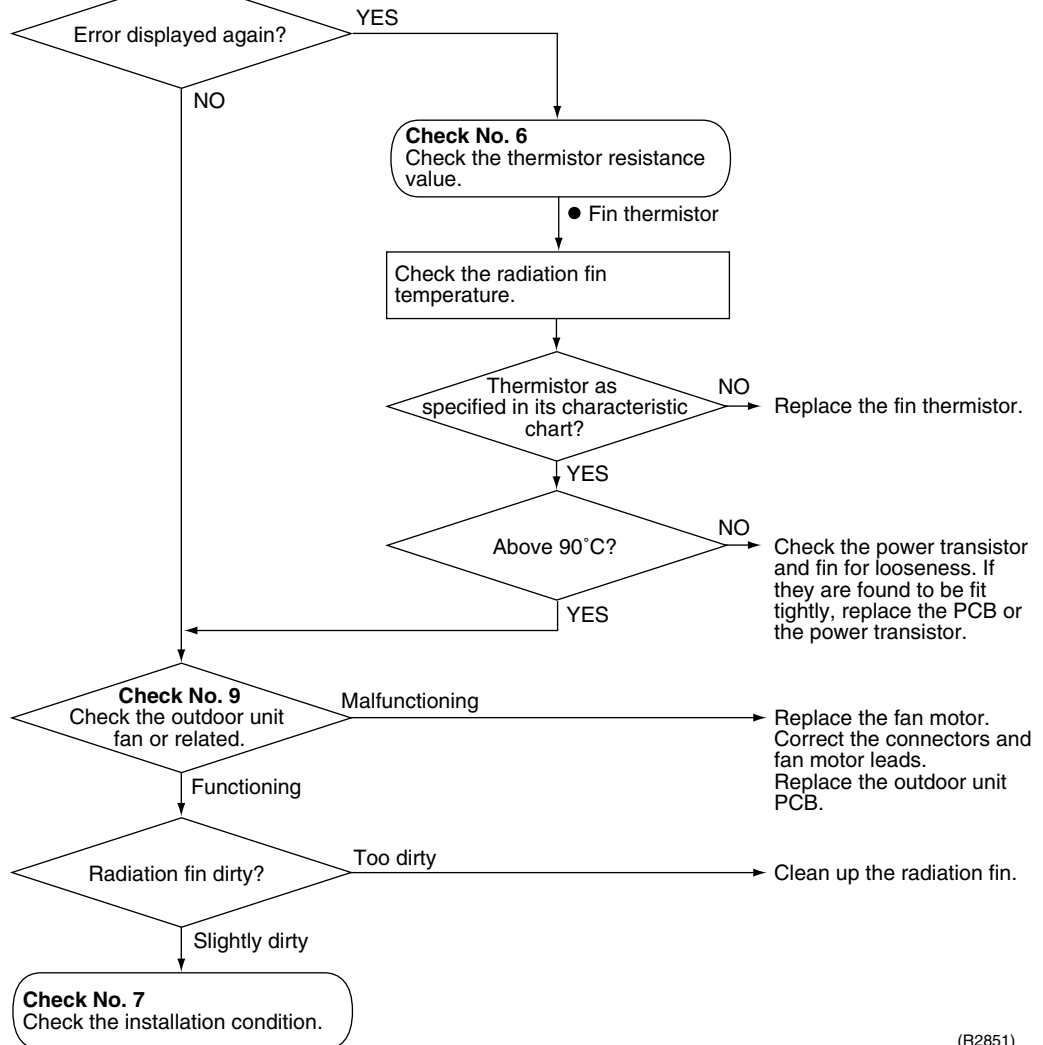 Error displayed again?
YES
NO
Check No. 6
Check the thermistor resistance
value.
● Fin thermistor
Check the radiation fin
temperature.
Thermistor as
specified in its characteristic
chart?
NO
Replace the fin thermistor.
YES
Above 90˚C?
NO
Check the power transistor
and fin for looseness. If
they are found to be fit
tightly, replace the PCB or
the power transistor.
YES
Check No. 9
Check the outdoor unit
fan or related.
Malfunctioning
Replace the fan motor.
Correct the connectors and
fan motor leads.
Replace the outdoor unit
PCB.
Functioning
Radiation fin dirty?
Too dirty
Clean up the radiation fin.
Slightly dirty
Check No. 7
Check the installation condition.
(R2851)